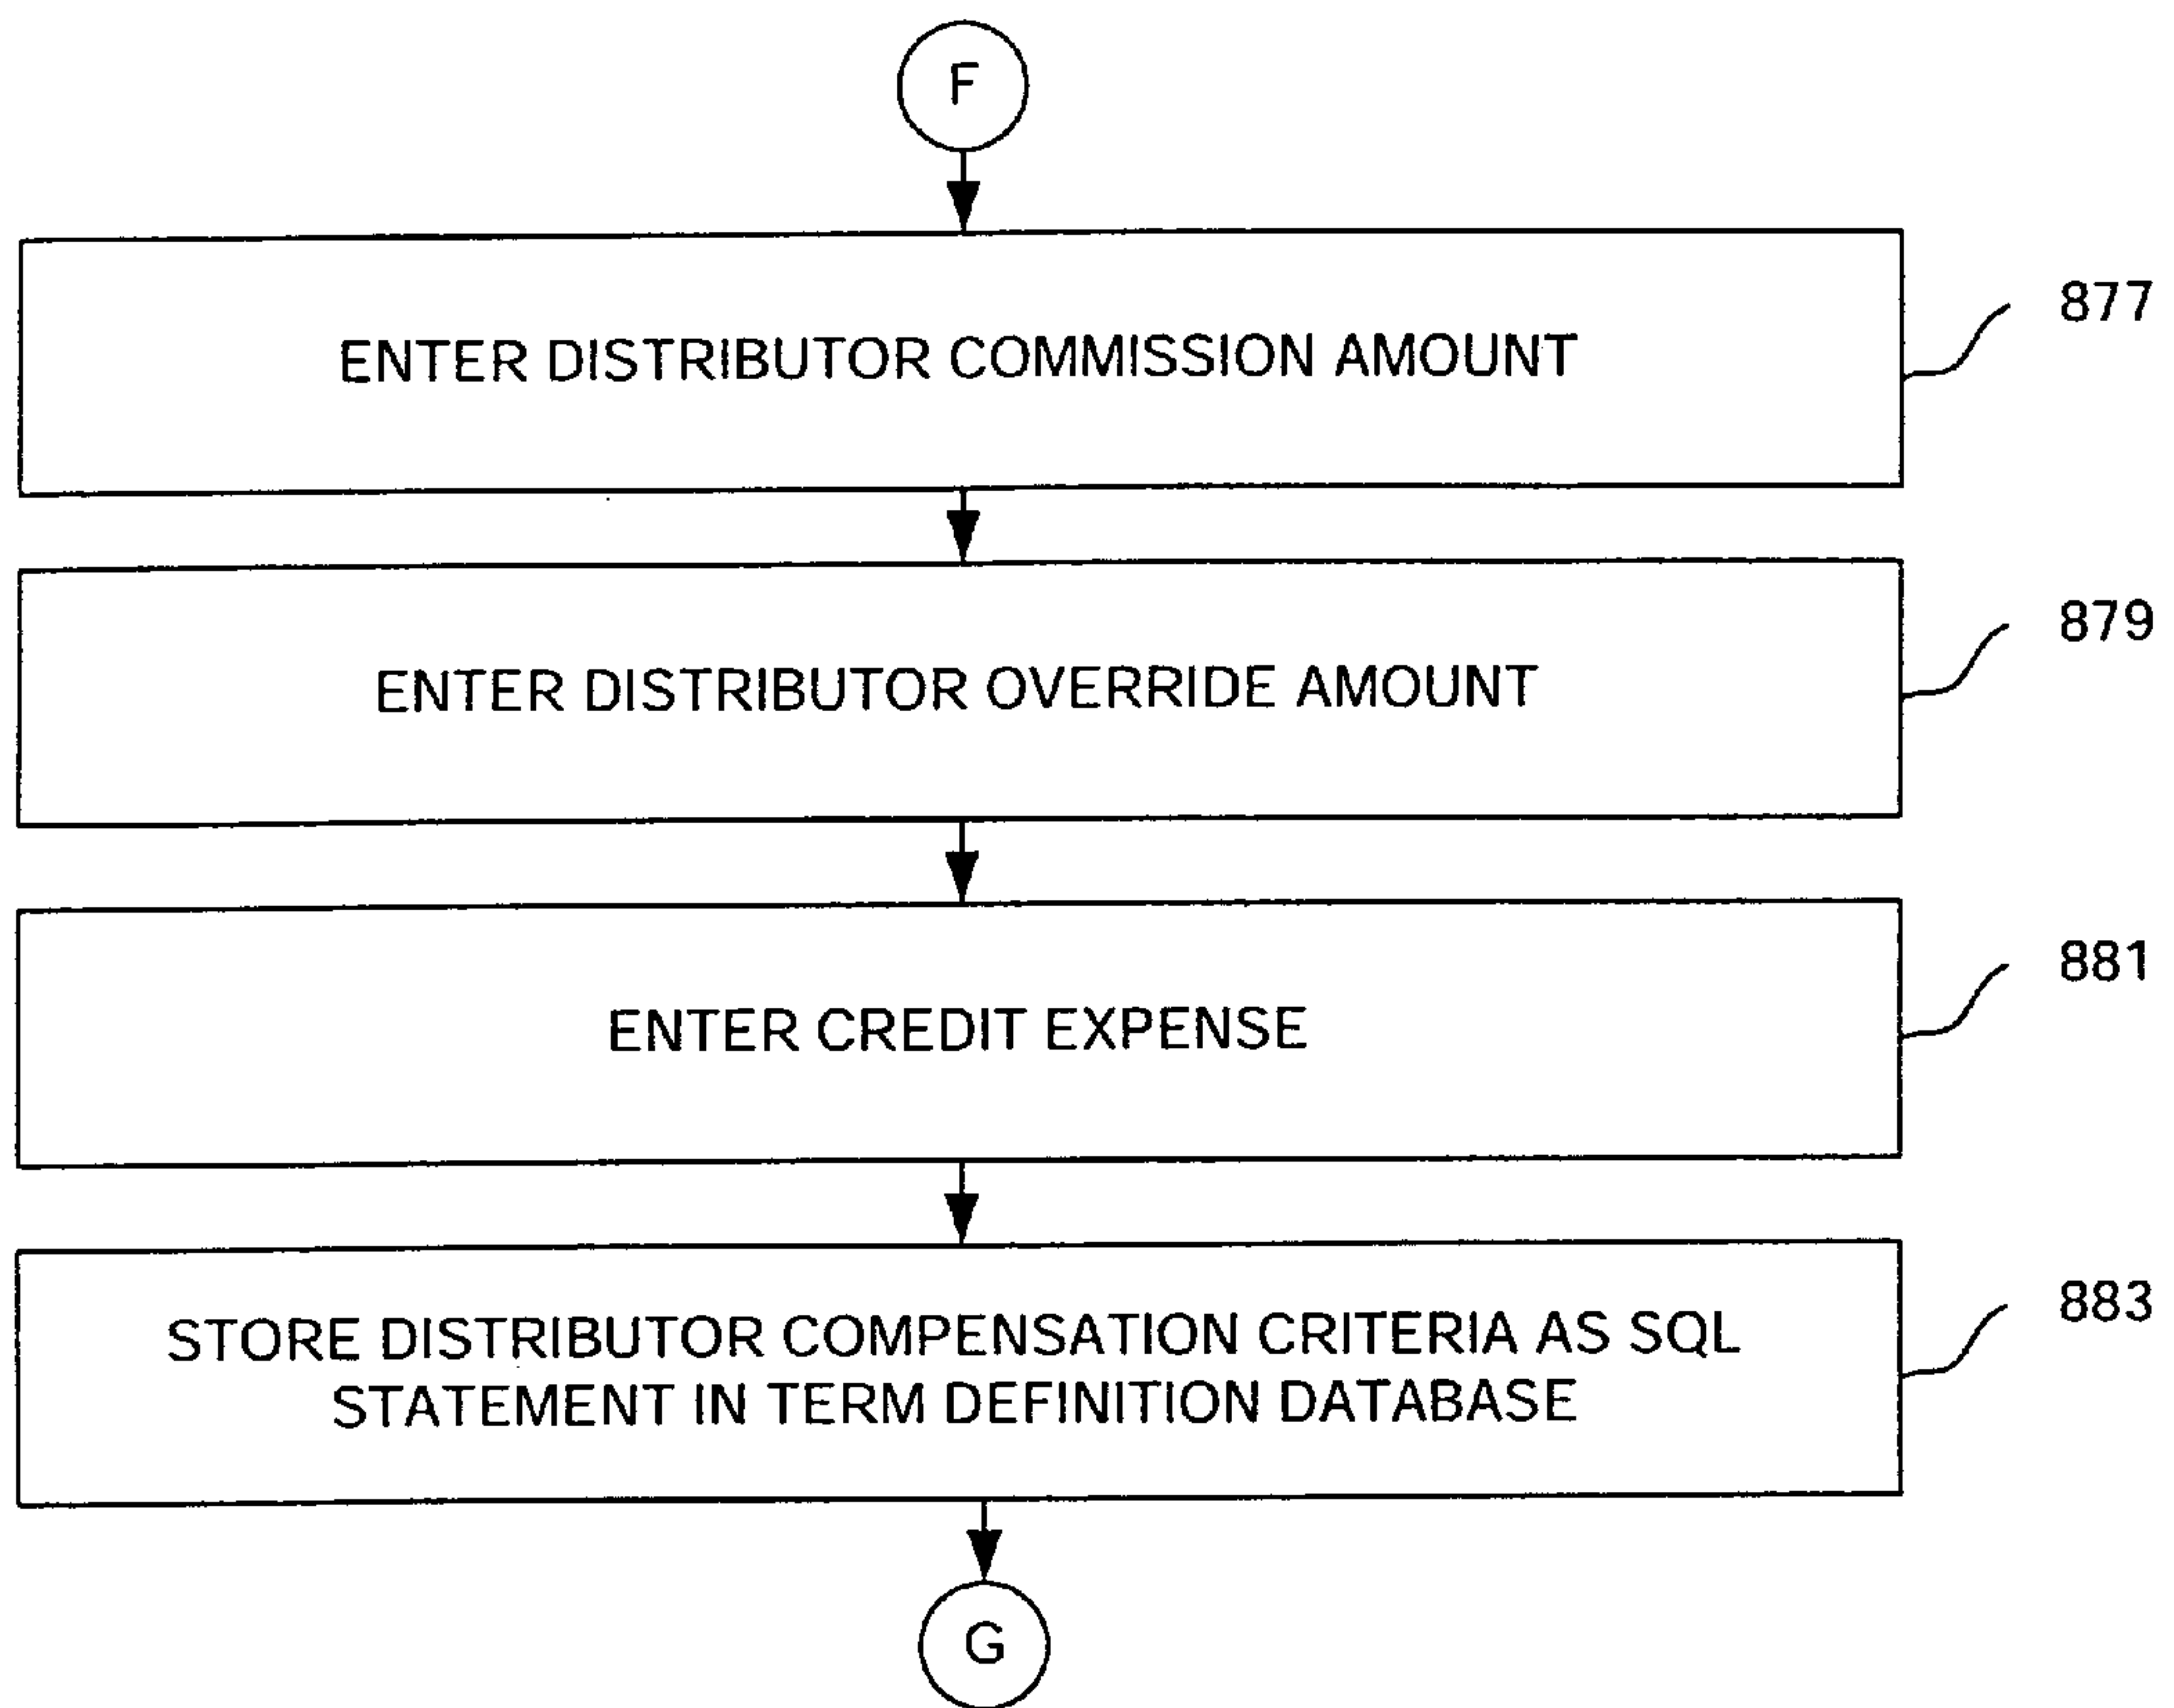 F
ENTER DISTRIBUTOR COMMISSION AMOUNT
877
ENTER DISTRIBUTOR OVERRIDE AMOUNT
879
ENTER CREDIT EXPENSE
881
STORE DISTRIBUTOR COMPENSATION CRITERIA AS SQL
STATEMENT IN TERM DEFINITION DATABASE
883
G